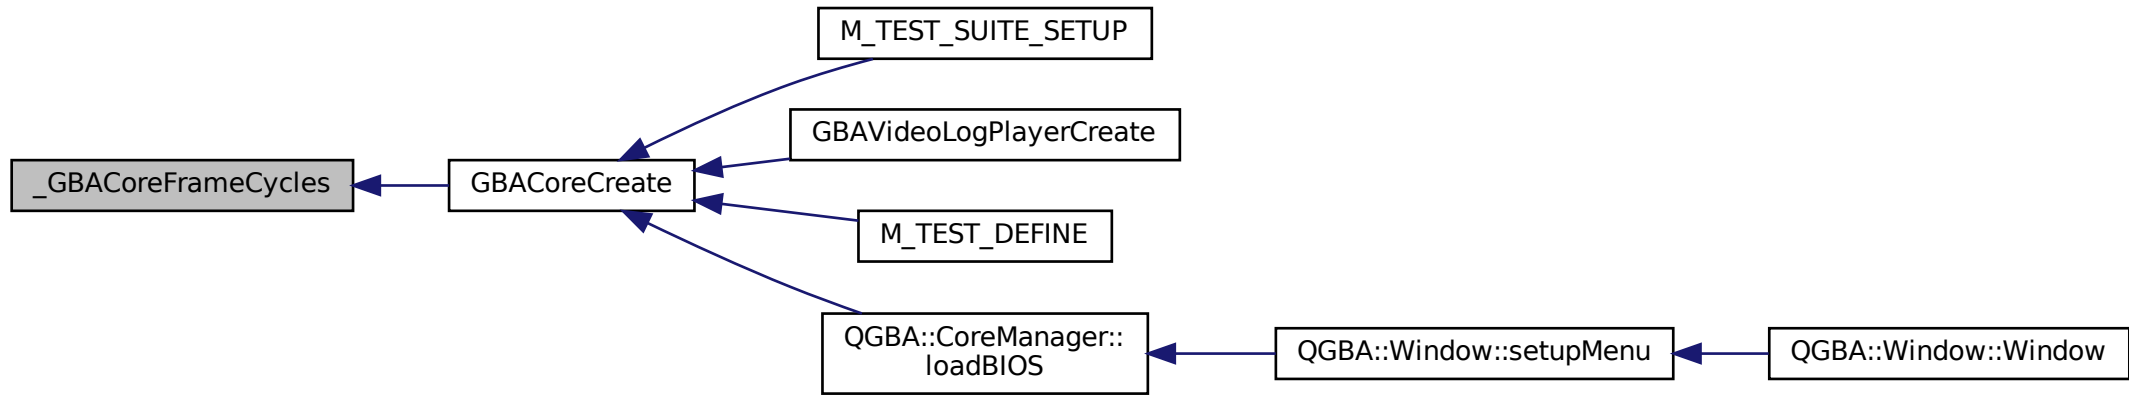 M_TEST_SUITE_SETUP
GBAVideoLogPlayerCreate
_GBACoreFrameCycles
GBACoreCreate
M_TEST_DEFINE
QGBA::CoreManager::
loadBIOS
QGBA::Window::setupMenu
QGBA::Window::Window